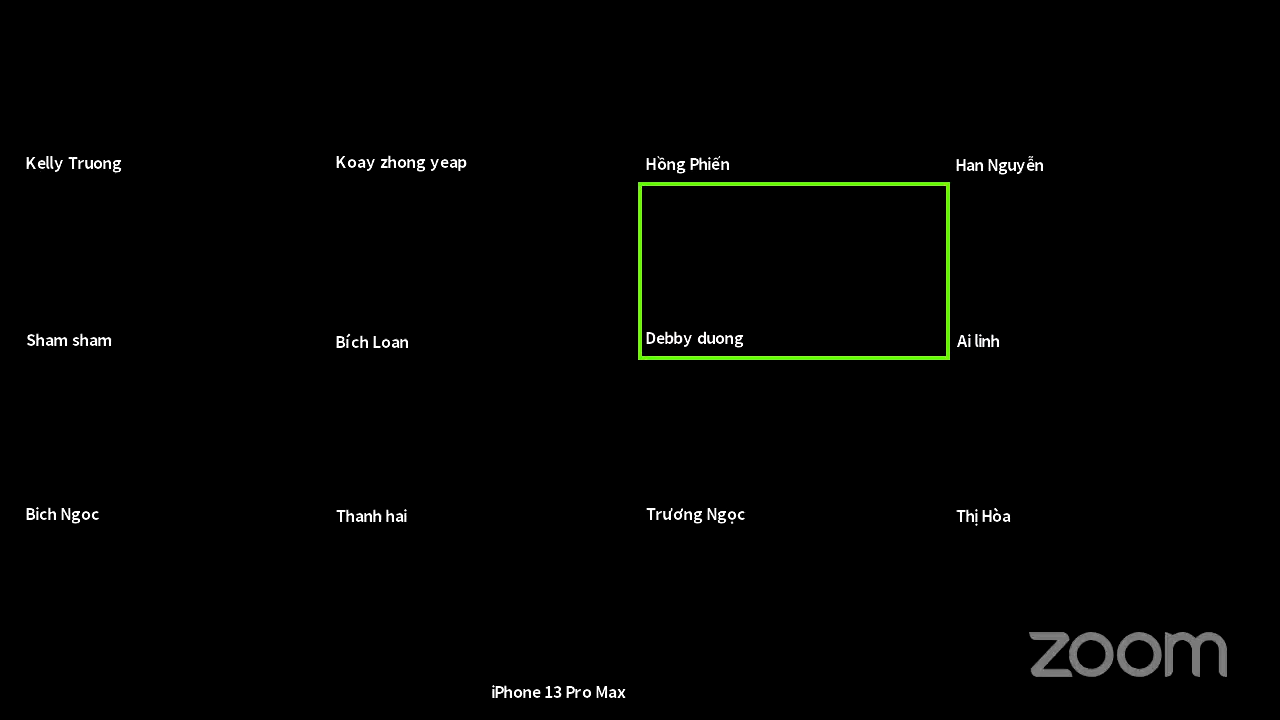 Kelly Truong
Koay zhong yeap
Hồng Phiến
Han Nguyễn
Sham sham
Bích Loan
Debby duong
Ai linh
Bich Ngoc
Thanh hai
Trương Ngọc
Thị Hòa
iPhone 13 Pro Max
zoom